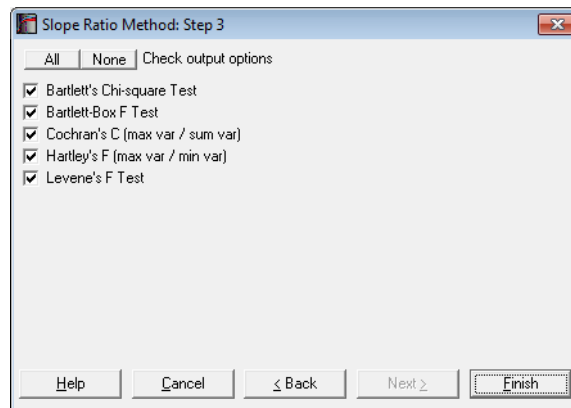 Slope Ratio Method: Step 3
All None Check output options
Bartlett's Chi-square Test
Bartlett-Box F Test
Cochran's C (max var / sum var)
Hartley's F (max var / min var)
Levene's F Test
Help Cancel < Back Next > Finish